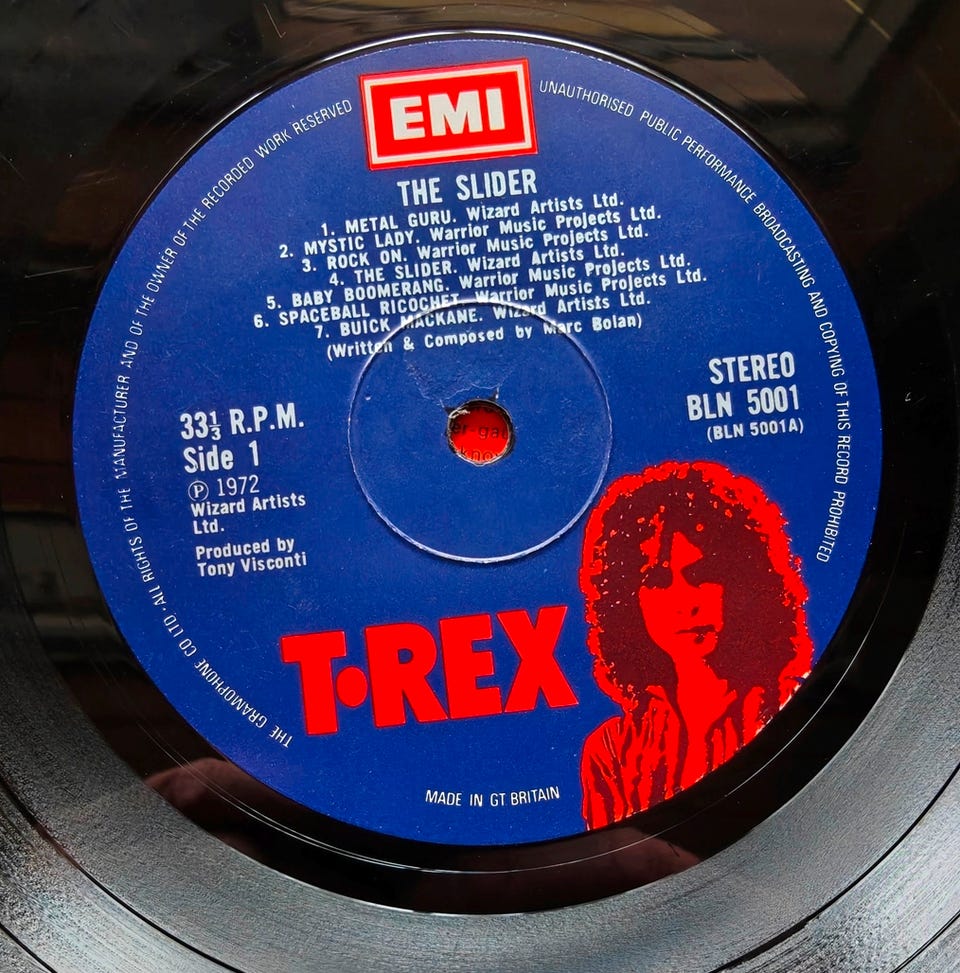 EMI
THE GRAMOPHONE CO LTD · ALL RIGHTS OF THE MANUFACTURER AND OF THE OWNER OF THE RECORDED WORK RESERVED
UNAUTHORISED PUBLIC PERFORMANCE BROADCASTING AND COPYING OF THIS RECORD PROHIBITED
THE SLIDER
1. METAL GURU. Wizard Artists Ltd.
2. MYSTIC LADY. Warrior Music Projects Ltd.
3. ROCK ON. Warrior Music Projects Ltd.
4. THE SLIDER. Wizard Artists Ltd.
5. BABY BOOMERANG. Warrior Music Projects Ltd.
6. SPACEBALL RICOCHET. Warrior Music Projects Ltd.
7. BUICK MACKANE. Wizard Artists Ltd.
(Written & Composed by Marc Bolan)
STEREO
BLN 5001
(BLN 5001A)
33⅓ R.P.M.
Side 1
Ⓟ 1972
Wizard Artists
Ltd.
Produced by
Tony Visconti
T·REX
MADE IN GT BRITAIN